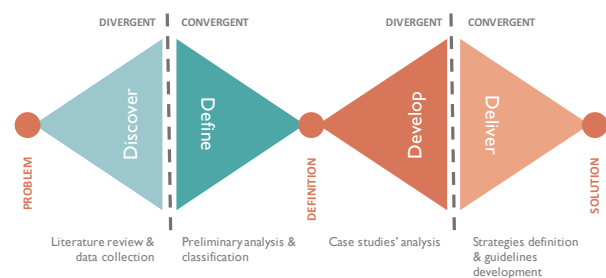 DIVERGENT CONVERGENT DIVERGENT CONVERGENT
Discover
Define
Develop
Deliver
PROBLEM
DEFINITION
SOLUTION
Literature review &
data collection
Preliminary analysis &
classification
Case studies' analysis
Strategies definition
& guidelines
development